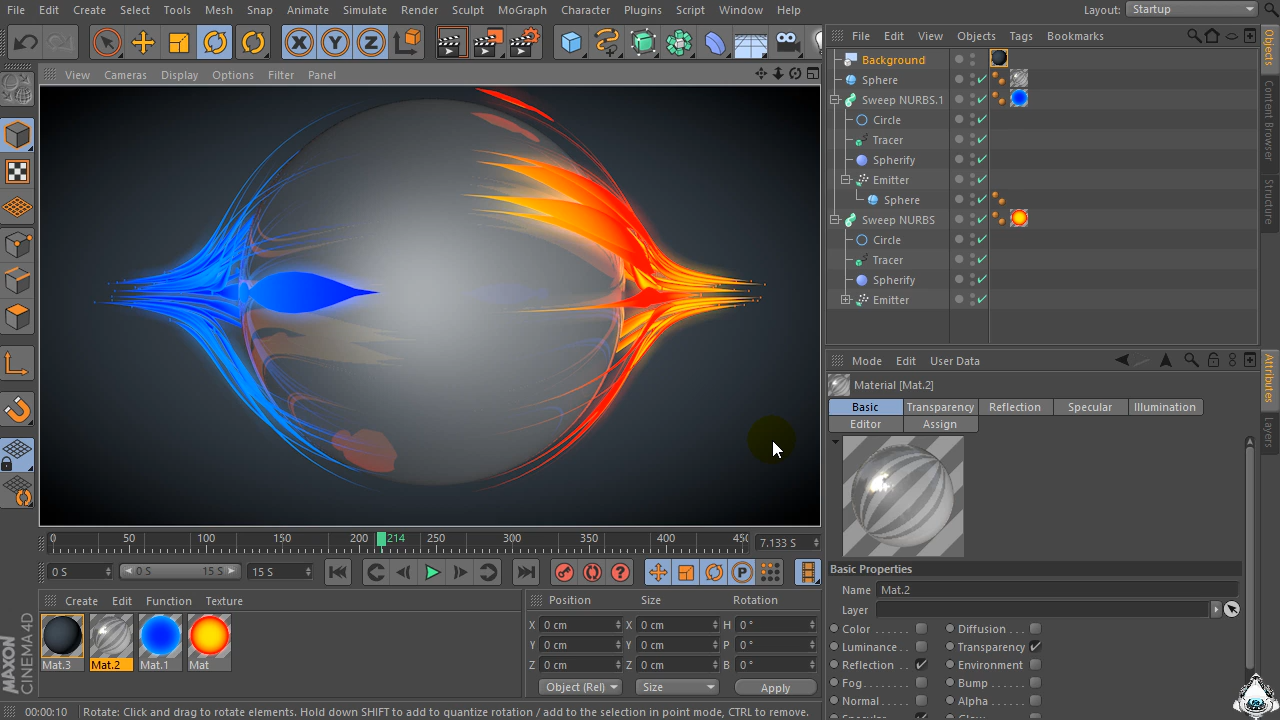 File Edit Create Select Tools Mesh Snap Animate Simulate Render Sculpt MoGraph Character Plugins Script Window Help Layout: Startup
X Y Z
File Edit View Objects Tags Bookmarks
View Cameras Display Options Filter Panel
Background
Sphere
Sweep NURBS.1
Circle
Tracer
Spherify
Emitter
Sphere
Sweep NURBS
Circle
Tracer
Spherify
Emitter
Objects
Structure
Mode Edit User Data
Material [Mat.2]
Basic Transparency Reflection Specular Illumination
Editor Assign
Attributes
Layers
Basic Properties
Name Mat.2
Layer
Color . . . . . . Diffusion . . .
Luminance . . Transparency
Reflection . . . Environment
Fog . . . . . . . . Bump . . . . .
Normal . . . . . Alpha . . . . .
0 50 100 150 200 214 250 300 350 400 450 7.133 S
0 S 0 S 15 S 15 S
P
Create Edit Function Texture
Mat.3 Mat.2 Mat.1 Mat
Position Size Rotation
X 0 cm X 0 cm H 0 °
Y 0 cm Y 0 cm P 0 °
Z 0 cm Z 0 cm B 0 °
Object (Rel) Size Apply
MAXON CINEMA 4D
00:00:10 Rotate: Click and drag to rotate elements. Hold down SHIFT to add to quantize rotation / add to the selection in point mode, CTRL to remove.